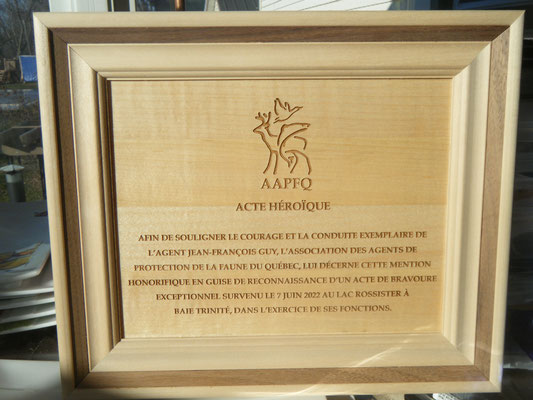 AAPFQ
ACTE HÉROÏQUE
AFIN DE SOULIGNER LE COURAGE ET LA CONDUITE EXEMPLAIRE DE
L'AGENT JEAN-FRANÇOIS GUY, L'ASSOCIATION DES AGENTS DE
PROTECTION DE LA FAUNE DU QUÉBEC, LUI DÉCERNE CETTE MENTION
HONORIFIQUE EN GUISE DE RECONNAISSANCE D'UN ACTE DE BRAVOURE
EXCEPTIONNEL SURVENU LE 7 JUIN 2022 AU LAC ROSSISTER À
BAIE TRINITÉ, DANS L'EXERCICE DE SES FONCTIONS.